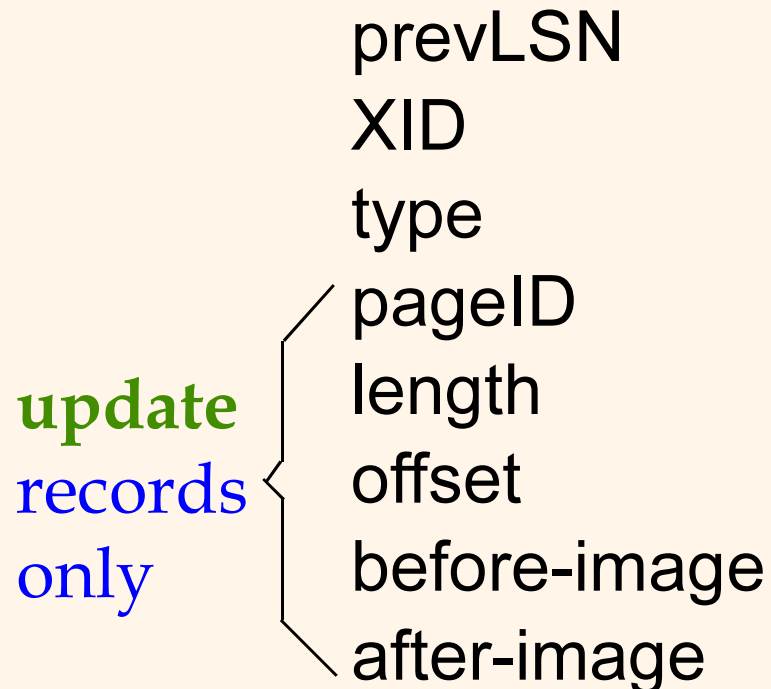 prevLSN
XID
type
pageID
length
offset
before-image
after-image
update
records
only